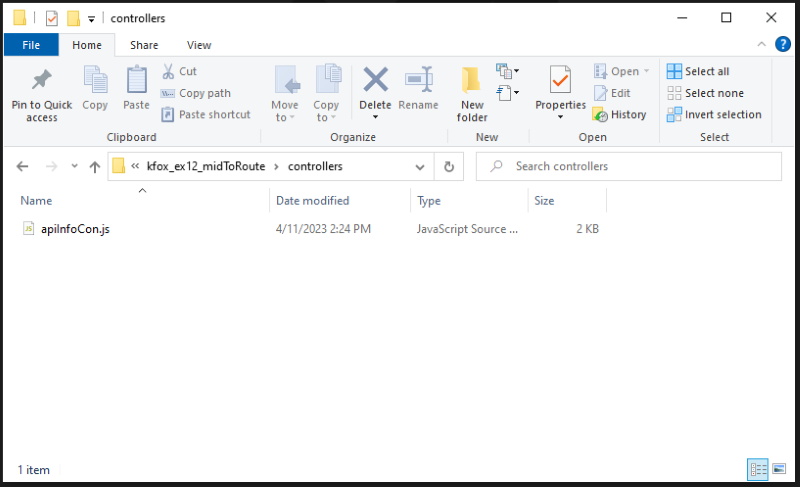 controllers
File Home Share View
Pin to Quick access
Copy
Paste
Cut
Copy path
Paste shortcut
Clipboard
Move to
Copy to
Delete
Rename
Organize
New folder
New
Properties
Open
Edit
History
Open
Select all
Select none
Invert selection
Select
« kfox_ex12_midToRoute > controllers
Search controllers
Name Date modified Type Size
JS apiInfoCon.js 4/11/2023 2:24 PM JavaScript Source ... 2 KB
1 item